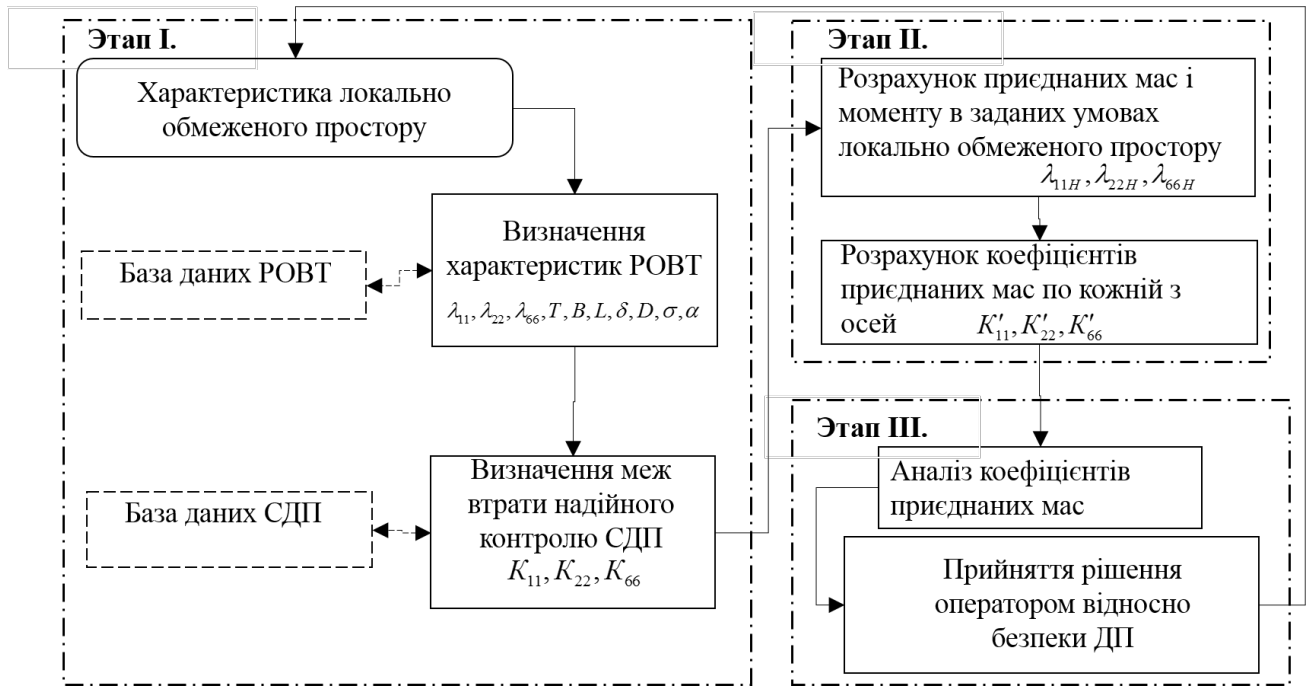 Этап I.
Характеристика локально
обмеженого простору
Визначення
характеристик РОВТ
λ₁₁, λ₂₂, λ₆₆, T, B, L, δ, D, σ, α
База даних РОВТ
Визначення меж
втрати надійного
контролю СДП
K₁₁, K₂₂, K₆₆
База даних СДП
Этап II.
Розрахунок приєднаних мас і
моменту в заданих умовах
локально обмеженого простору
λ₁₁H, λ₂₂H, λ₆₆H
Розрахунок коефіцієнтів
приєднаних мас по кожній з
осей K′₁₁, K′₂₂, K′₆₆
Этап III.
Аналіз коефіцієнтів
приєднаних мас
Прийняття рішення
оператором відносно
безпеки ДП